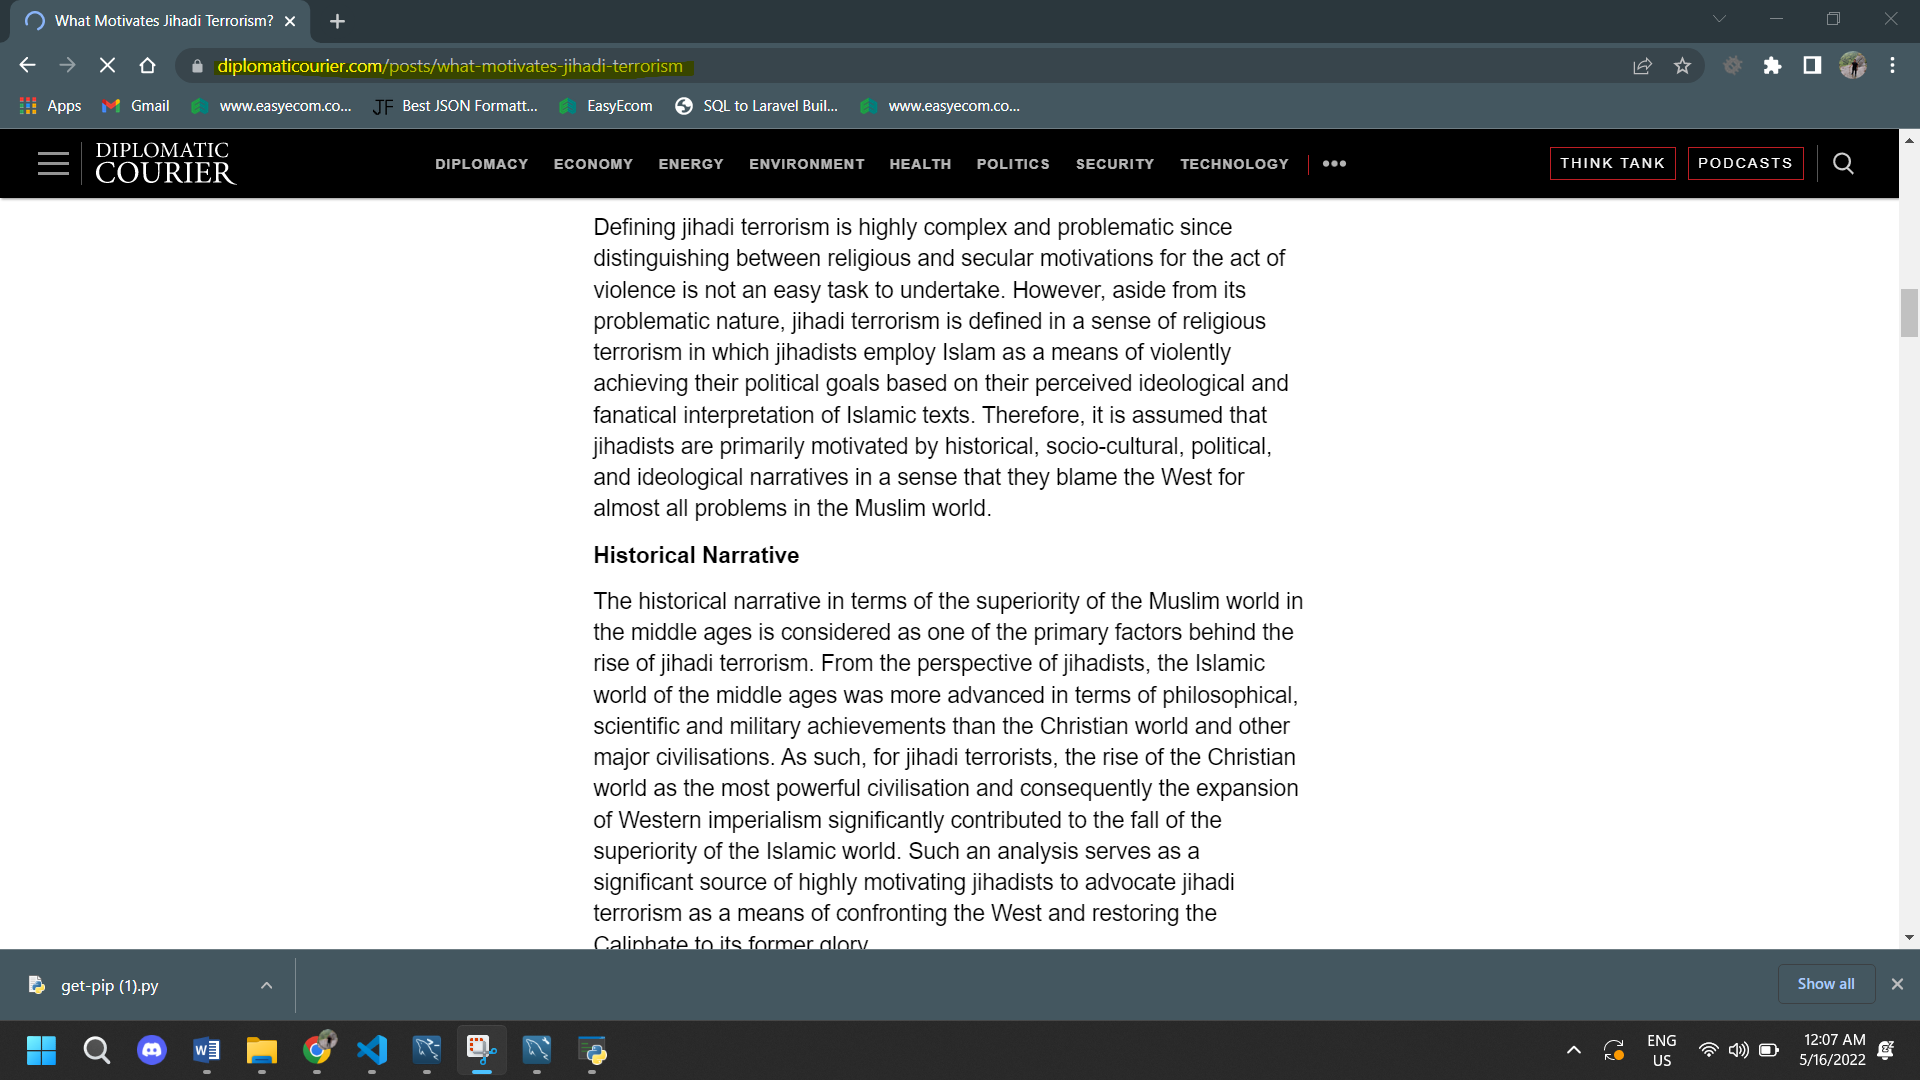 What Motivates Jihadi Terrorism?
diplomaticourier.com/posts/what-motivates-jihadi-terrorism
Apps
Gmail
www.easyecom.co...
JF Best JSON Formatt...
EasyEcom
SQL to Laravel Buil...
www.easyecom.co...
DIPLOMATIC
COURIER
DIPLOMACY
ECONOMY
ENERGY
ENVIRONMENT
HEALTH
POLITICS
SECURITY
TECHNOLOGY
THINK TANK
PODCASTS
Defining jihadi terrorism is highly complex and problematic since
distinguishing between religious and secular motivations for the act of
violence is not an easy task to undertake. However, aside from its
problematic nature, jihadi terrorism is defined in a sense of religious
terrorism in which jihadists employ Islam as a means of violently
achieving their political goals based on their perceived ideological and
fanatical interpretation of Islamic texts. Therefore, it is assumed that
jihadists are primarily motivated by historical, socio-cultural, political,
and ideological narratives in a sense that they blame the West for
almost all problems in the Muslim world.
Historical Narrative
The historical narrative in terms of the superiority of the Muslim world in
the middle ages is considered as one of the primary factors behind the
rise of jihadi terrorism. From the perspective of jihadists, the Islamic
world of the middle ages was more advanced in terms of philosophical,
scientific and military achievements than the Christian world and other
major civilisations. As such, for jihadi terrorists, the rise of the Christian
world as the most powerful civilisation and consequently the expansion
of Western imperialism significantly contributed to the fall of the
superiority of the Islamic world. Such an analysis serves as a
significant source of highly motivating jihadists to advocate jihadi
terrorism as a means of confronting the West and restoring the
Caliphate to its former glory.
get-pip (1).py
Show all
ENG
US
12:07 AM
5/16/2022